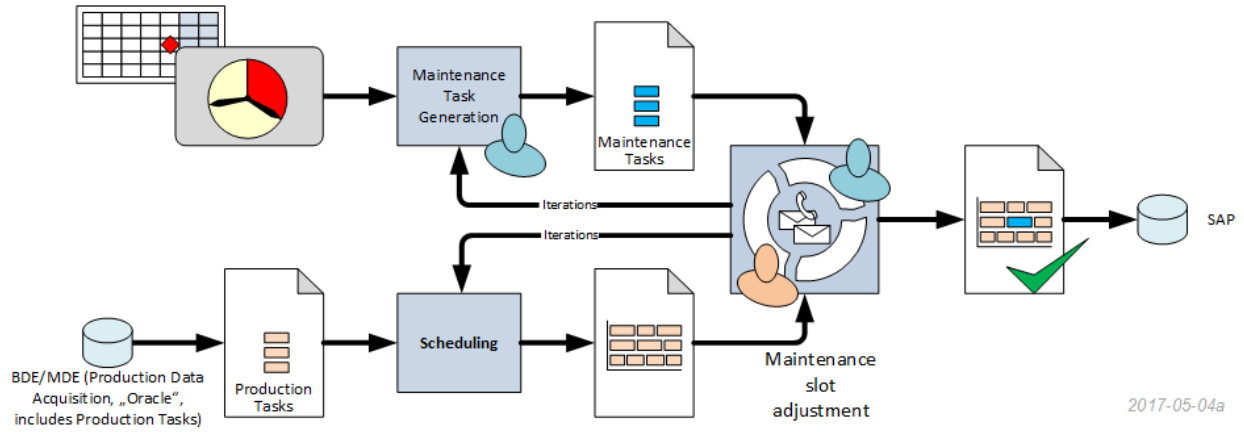 Maintenance
Task
Generation
Maintenance
Tasks
Iterations
Iterations
SAP
Scheduling
Production
Tasks
BDE/MDE (Production Data
Acquisition, „Oracle“,
includes Production Tasks)
Maintenance
slot
adjustment
2017-05-04a